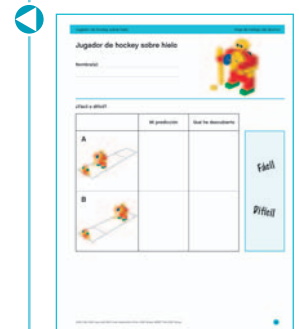 Jugador de hockey sobre hielo
Nombre(s):
¿Fácil o difícil?
Mi predicción
Qué he descubierto
A
Fácil
B
Difícil